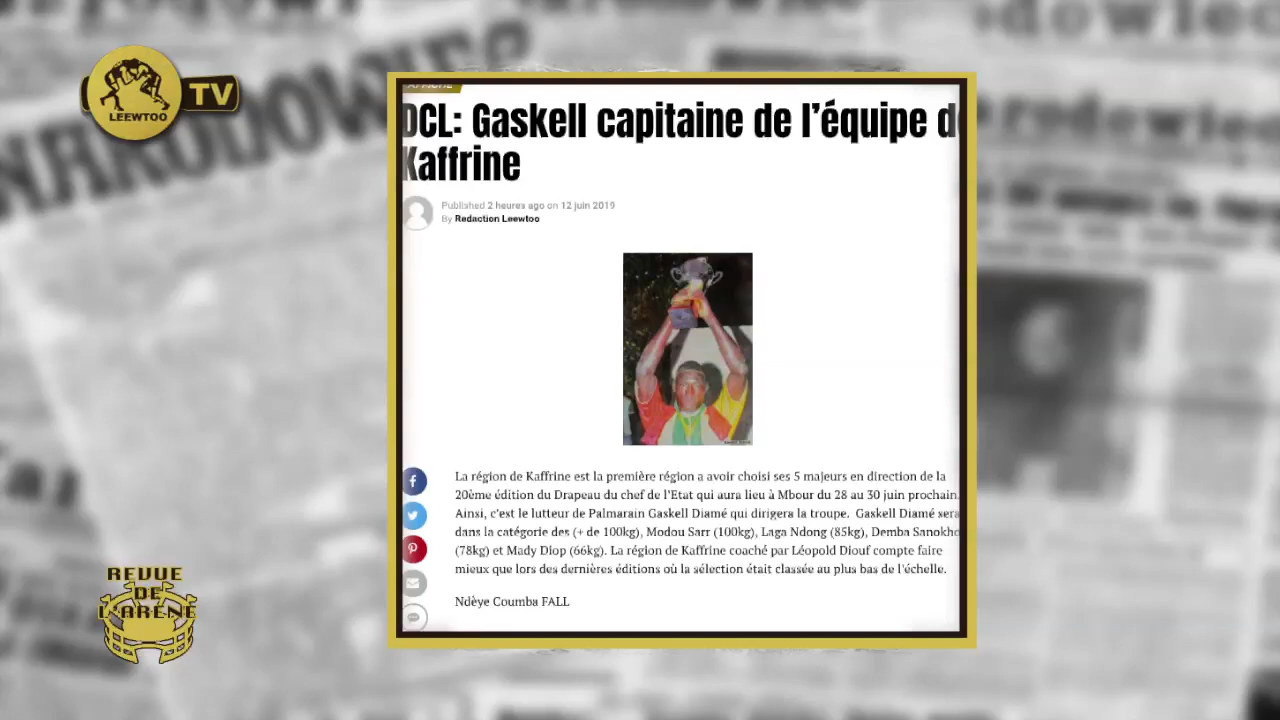 LEEWTOO
TV
NARODOWIEC
DCL: Gaskell capitaine de l’équipe d
Kaffrine
Published 2 heures ago on 12 juin 2019
By Redaction Leewtoo
La région de Kaffrine est la première région a avoir choisi ses 5 majeurs en direction de la
20ème édition du Drapeau du chef de l’Etat qui aura lieu à Mbour du 28 au 30 juin prochain.
Ainsi, c’est le lutteur de Palmarain Gaskell Diamé qui dirigera la troupe. Gaskell Diamé sera
dans la catégorie des (+ de 100kg), Modou Sarr (100kg), Laga Ndong (85kg), Demba Sanokho
(78kg) et Mady Diop (66kg). La région de Kaffrine coaché par Léopold Diouf compte faire
mieux que lors des dernières éditions où la sélection était classée au plus bas de l’échelle.
Ndèye Coumba FALL
REVUE
DE
L'ARÈNE